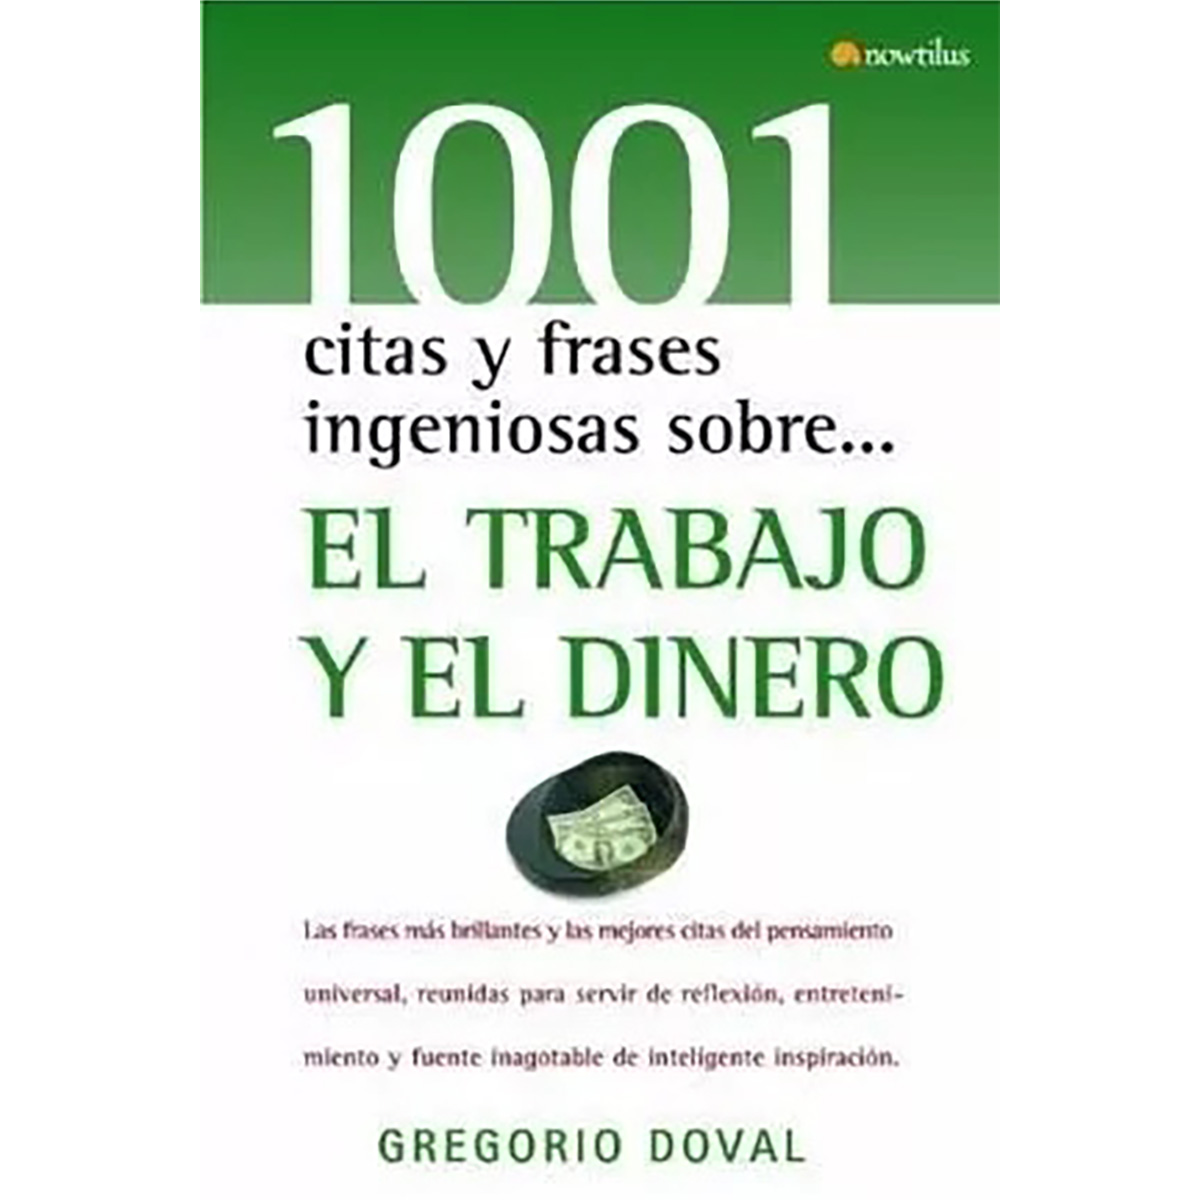 nowtilus
1001
citas y frases
ingeniosas sobre...
EL TRABAJO
Y EL DINERO
Las frases más brillantes y las mejores citas del pensamiento
universal, reunidas para servir de reflexión, entreteni-
miento y fuente inagotable de inteligente inspiración.
GREGORIO DOVAL